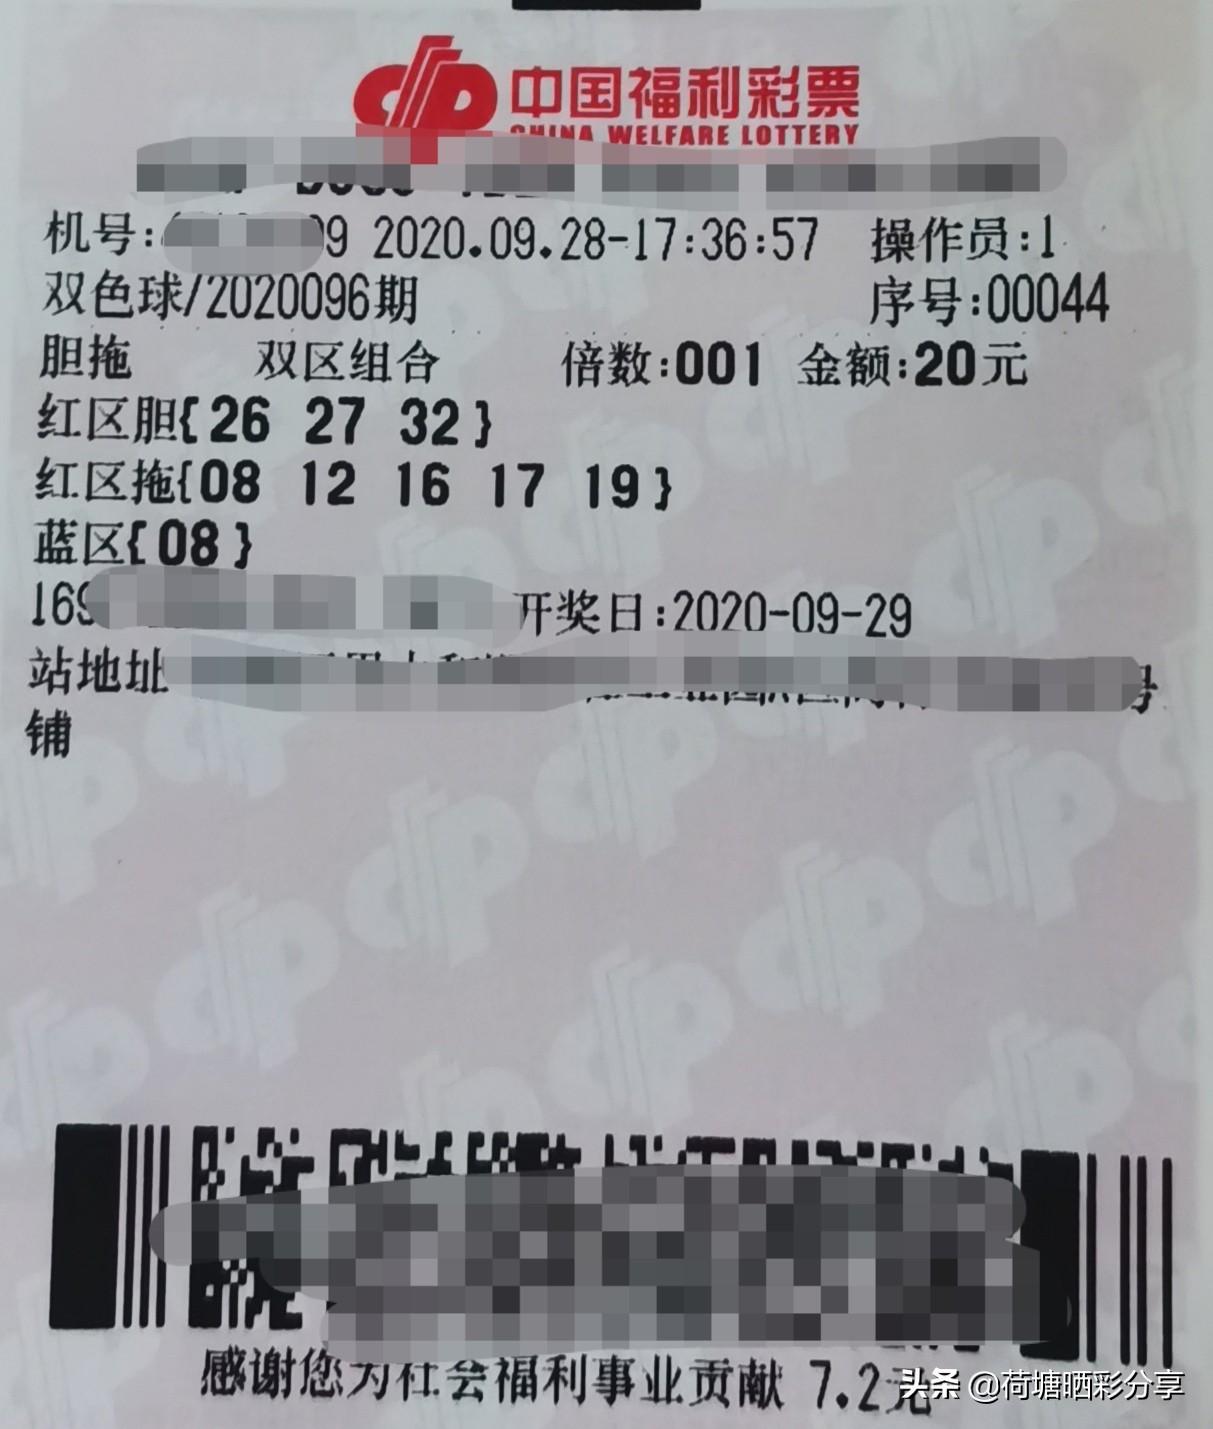 中国福利彩票
CHINA WELFARE LOTTERY
机号: 09 2020.09.28-17:36:57 操作员:1
双色球/2020096期 序号:00044
胆拖 双区组合 倍数:001 金额:20元
红区胆{26 27 32}
红区拖{08 12 16 17 19}
蓝区{08}
169 开奖日:2020-09-29
站地址 号
铺
感谢您为社会福利事业贡献 7.2元
头条 @荷塘晒彩分享